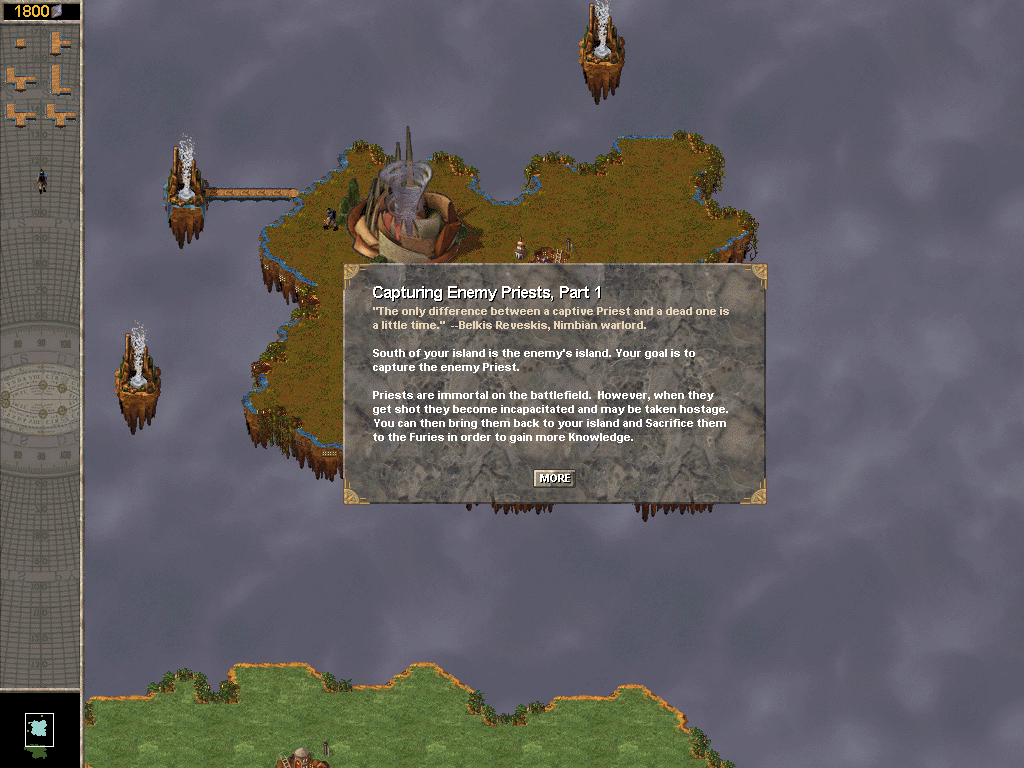 1800
Capturing Enemy Priests, Part 1
"The only difference between a captive Priest and a dead one is
a little time." --Belkis Reveskis, Nimbian warlord.
South of your island is the enemy's island. Your goal is to
capture the enemy Priest.
Priests are immortal on the battlefield. However, when they
get shot they become incapacitated and may be taken hostage.
You can then bring them back to your island and Sacrifice them
to the Furies in order to gain more Knowledge.
MORE